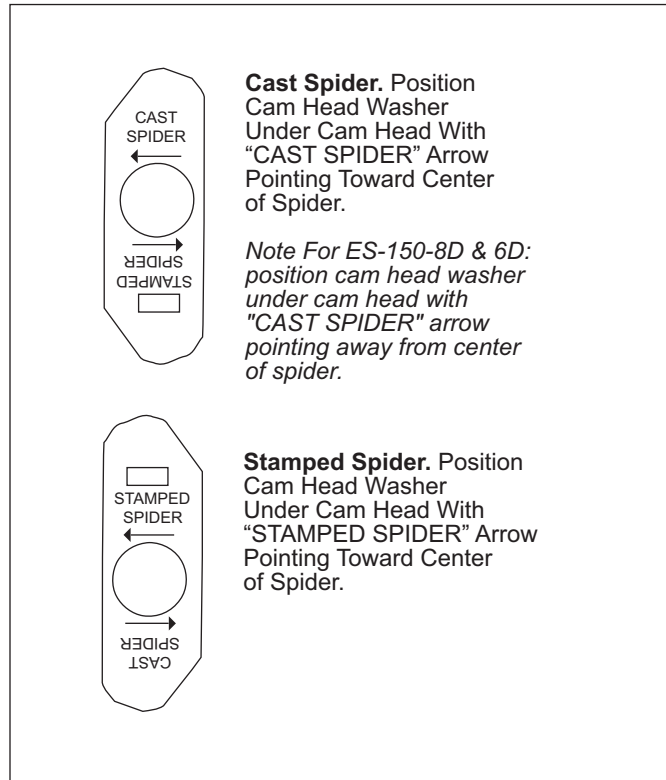 CAST
SPIDER
STAMPED
SPIDER
Cast Spider. Position
Cam Head Washer
Under Cam Head With
“CAST SPIDER” Arrow
Pointing Toward Center
of Spider.
Note For ES-150-8D & 6D:
position cam head washer
under cam head with
"CAST SPIDER" arrow
pointing away from center
of spider.
STAMPED
SPIDER
CAST
SPIDER
Stamped Spider. Position
Cam Head Washer
Under Cam Head With
“STAMPED SPIDER” Arrow
Pointing Toward Center
of Spider.